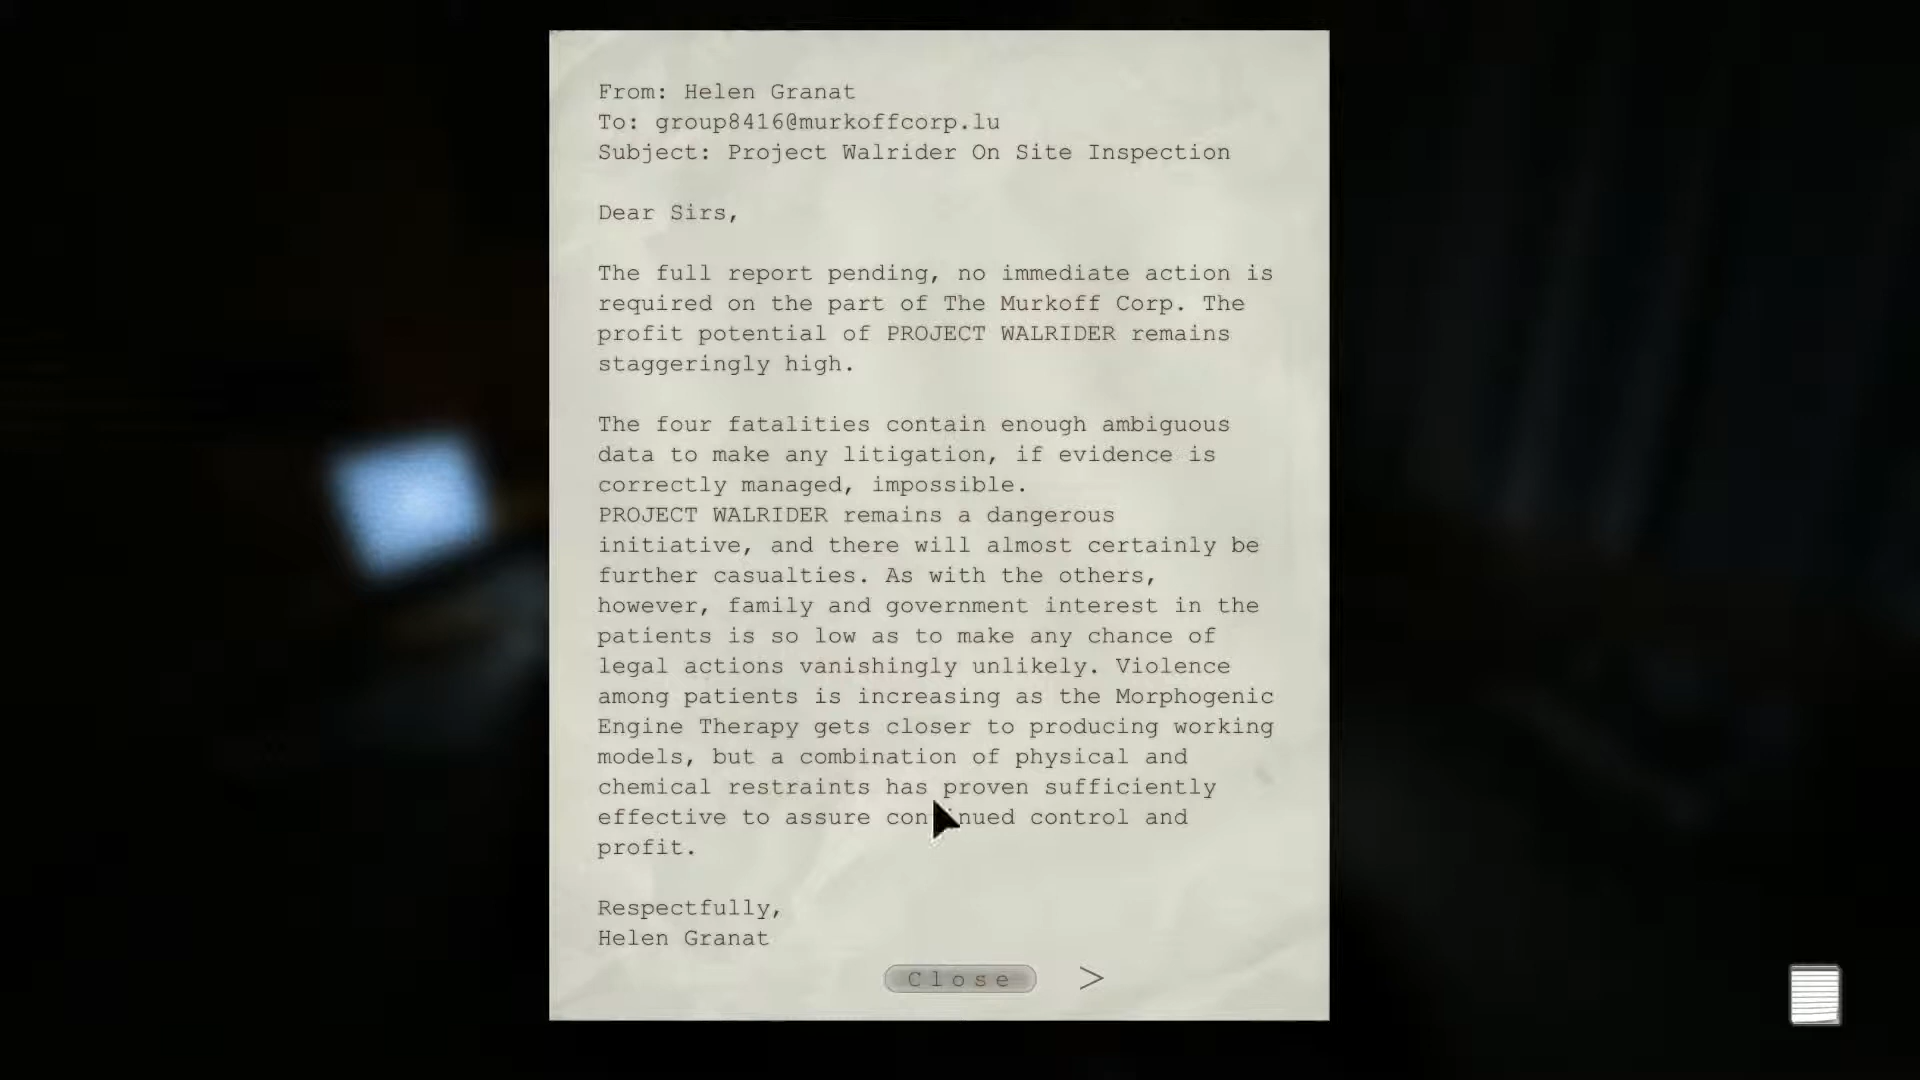 From: Helen Granat
To: group8416@murkoffcorp.lu
Subject: Project Walrider On Site Inspection
Dear Sirs,
The full report pending, no immediate action is
required on the part of The Murkoff Corp. The
profit potential of PROJECT WALRIDER remains
staggeringly high.
The four fatalities contain enough ambiguous
data to make any litigation, if evidence is
correctly managed, impossible.
PROJECT WALRIDER remains a dangerous
initiative, and there will almost certainly be
further casualties. As with the others,
however, family and government interest in the
patients is so low as to make any chance of
legal actions vanishingly unlikely. Violence
among patients is increasing as the Morphogenic
Engine Therapy gets closer to producing working
models, but a combination of physical and
chemical restraints has proven sufficiently
effective to assure continued control and
profit.
Respectfully,
Helen Granat
Close >